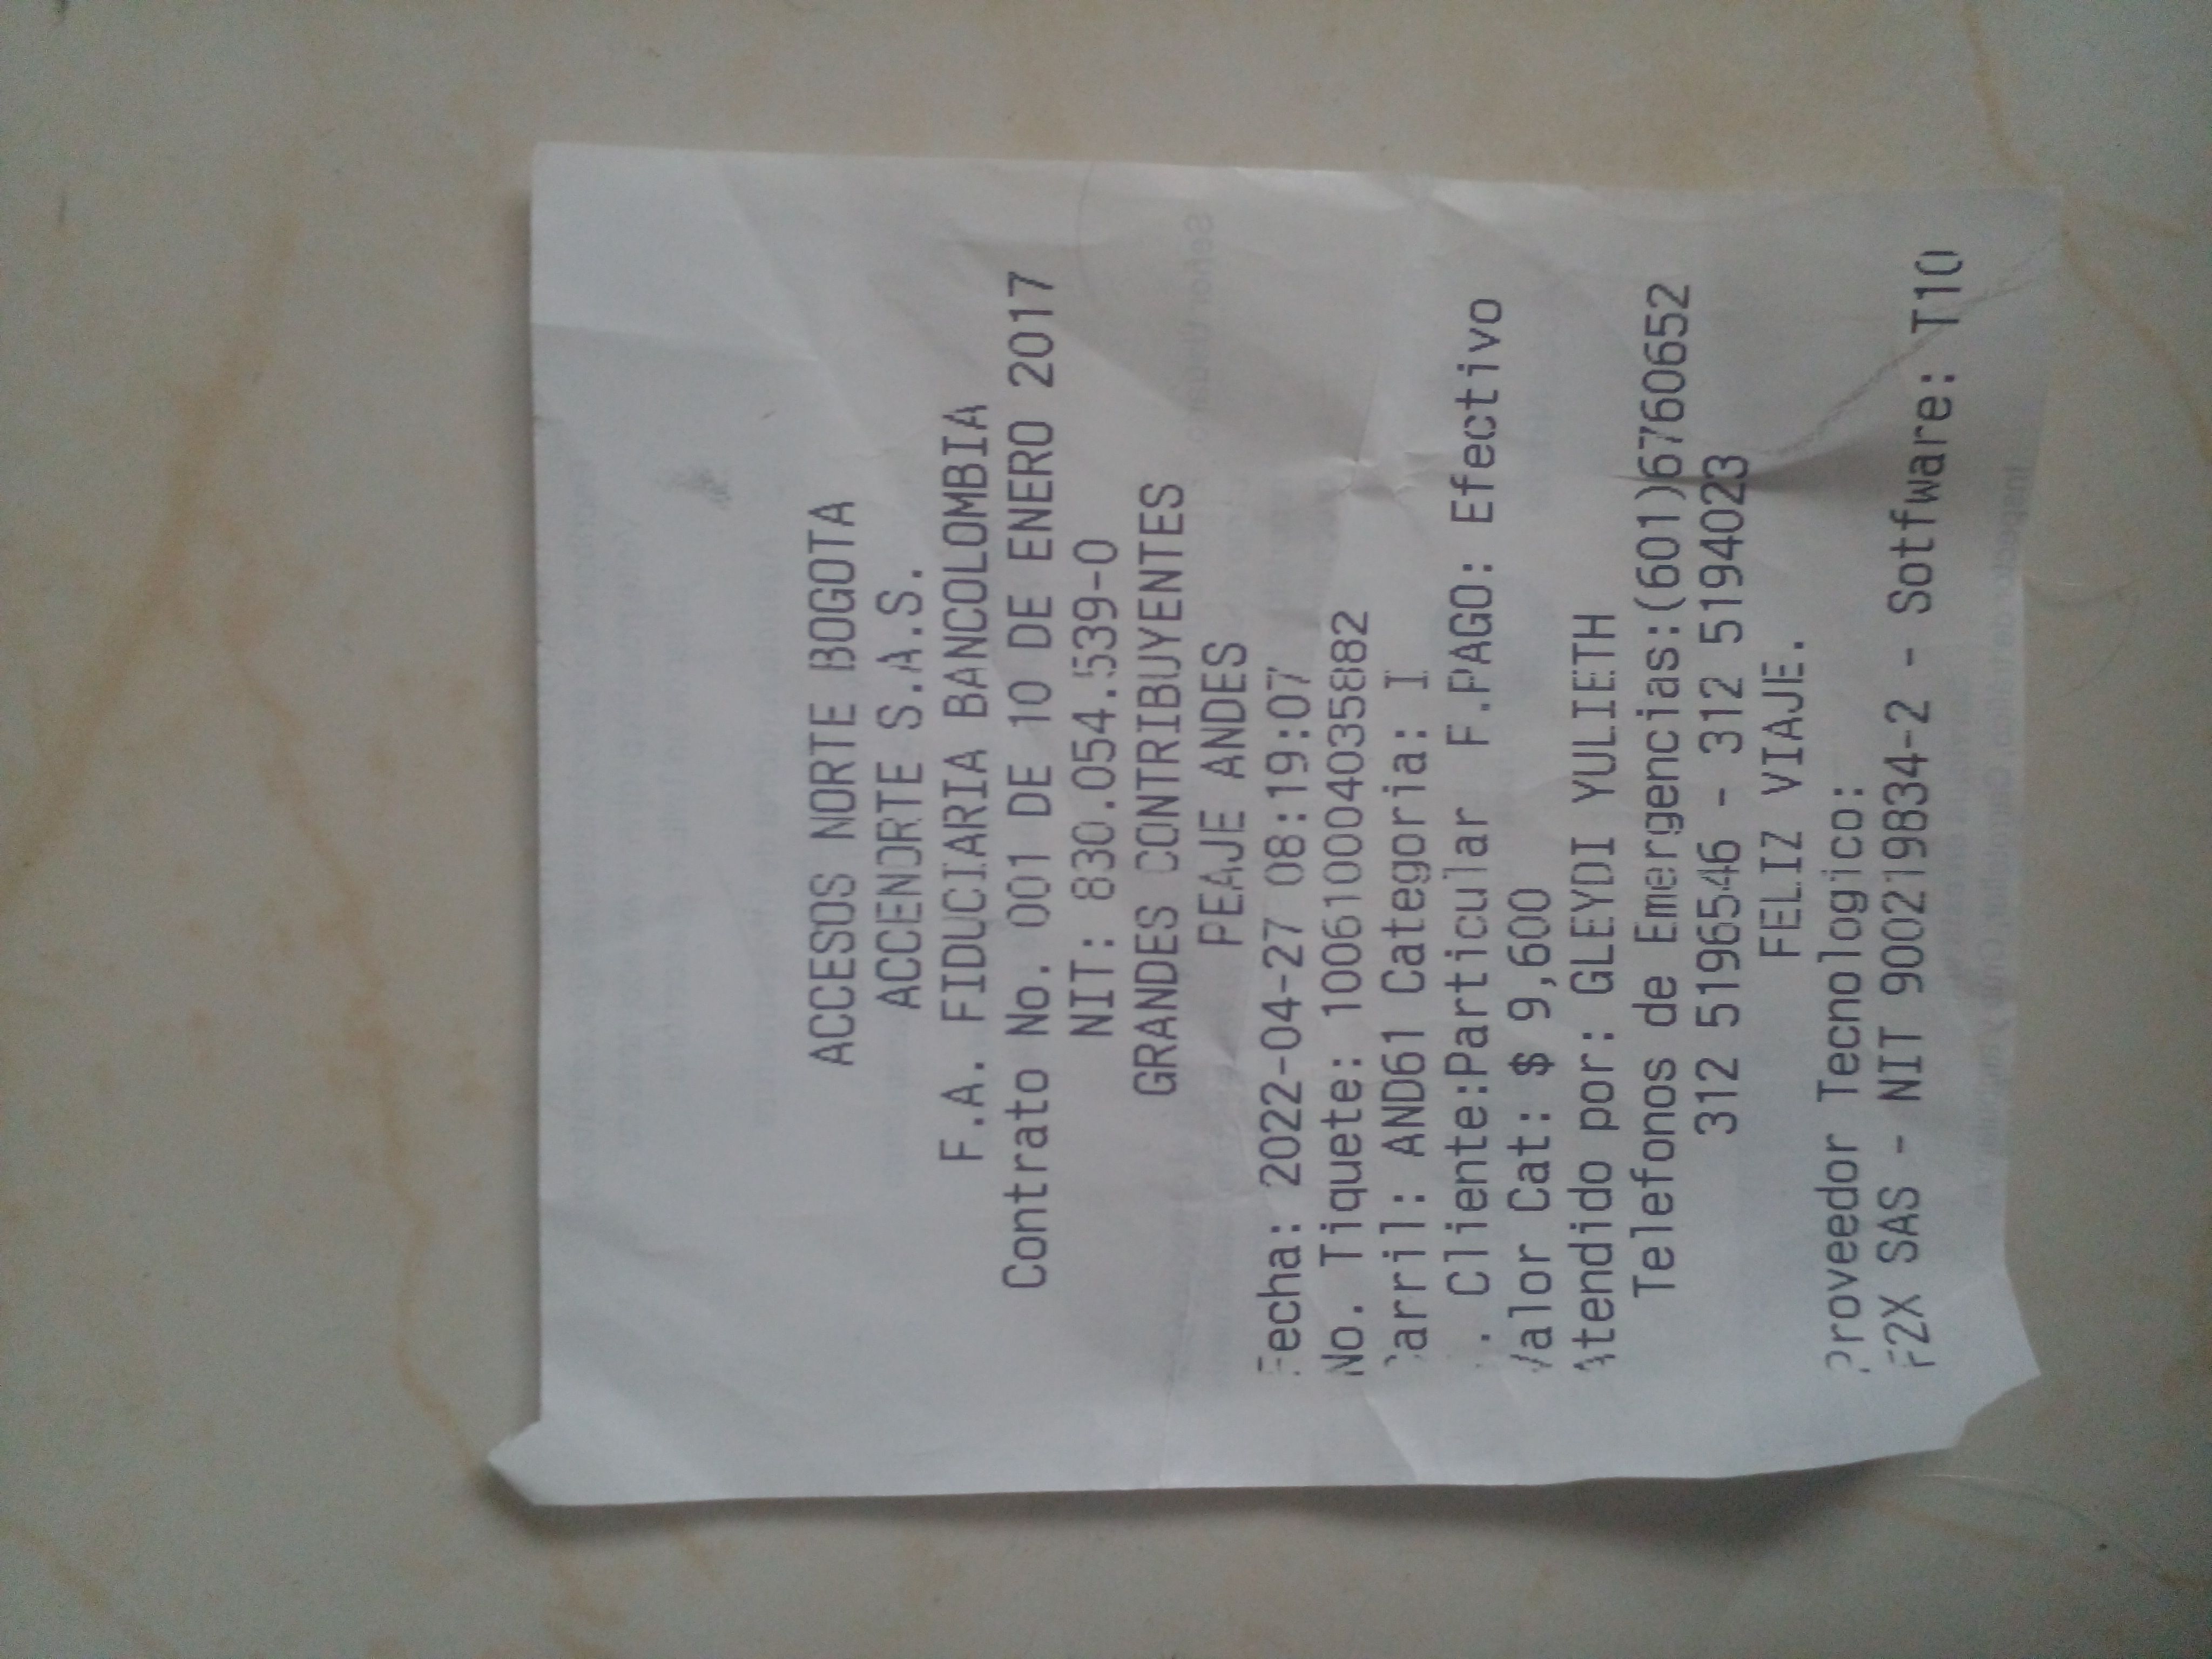 ACCESOS NORTE BOGOTA
ACCENORTE S.A.S.
F.A. FIDUCIARIA BANCOLOMBIA
Contrato No. 001 DE 10 DE ENERO 2017
NIT: 830.054.539-0
GRANDES CONTRIBUYENTES
PEAJE ANDES
Fecha: 2022-04-27 08:19:07
No. Tiquete: 1006100040358​82
Carril: AND61 Categoria: I
. Cliente:Particular F.PAGO: Efectivo
Valor Cat: $ 9,600
Atendido por: GLEYDI YULIETH
Telefonos de Emergencias:(601)6760652
312 5196546 - 312 5194023
FELIZ VIAJE.
Proveedor Tecnologico:
F2X SAS - NIT 900219834-2 - Sotfware: T10